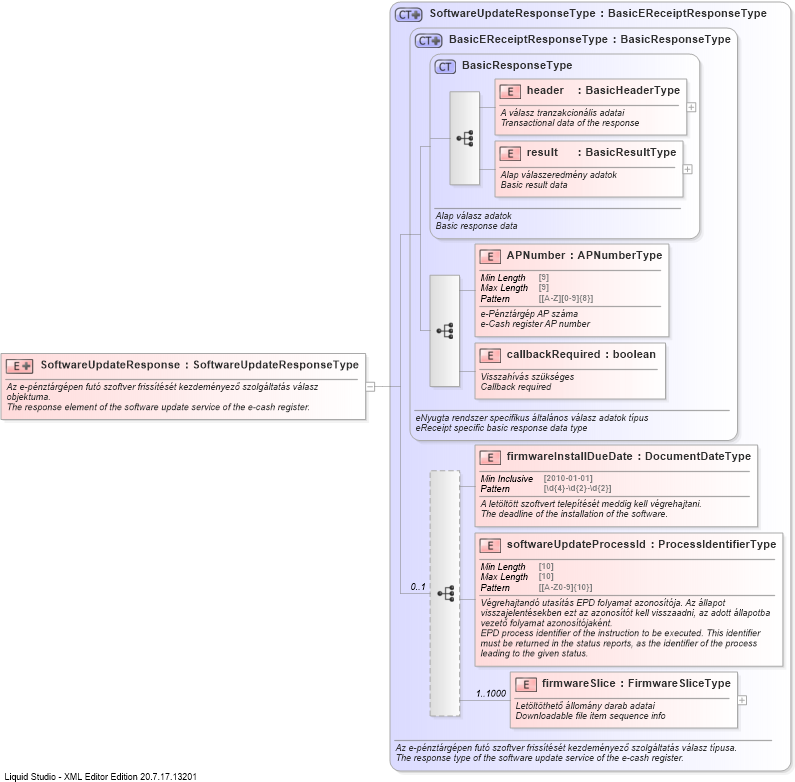 CT SoftwareUpdateResponseType : BasicEReceiptResponseType
CT BasicEReceiptResponseType : BasicResponseType
CT BasicResponseType
E header : BasicHeaderType
A válasz tranzakcionális adatai
Transactional data of the response
E result : BasicResultType
Alap válaszeredmény adatok
Basic result data
Alap válasz adatok
Basic response data
E APNumber : APNumberType
Min Length [9]
Max Length [9]
Pattern [[A-Z][0-9]{8}]
e-Pénztárgép AP száma
e-Cash register AP number
E callbackRequired : boolean
Visszahívás szükséges
Callback required
eNyugta rendszer specifikus általános válasz adatok típus
eReceipt specific basic response data type
E SoftwareUpdateResponse : SoftwareUpdateResponseType
Az e-pénztárgépen futó szoftver frissítését kezdeményező szolgáltatás válasz
objektuma.
The response element of the software update service of the e-cash register.
E firmwareInstallDueDate : DocumentDateType
Min Inclusive [2010-01-01]
Pattern [\d{4}-\d{2}-\d{2}]
A letöltött szoftvert telepítését meddig kell végrehajtani.
The deadline of the installation of the software.
0..1
E softwareUpdateProcessId : ProcessIdentifierType
Min Length [10]
Max Length [10]
Pattern [[A-Z0-9]{10}]
Végrehajtandó utasítás EPD folyamat azonosítója. Az állapot
visszajelentésekben ezt az azonosítót kell visszaadni, az adott állapotba
vezető folyamat azonosítójaként.
EPD process identifier of the instruction to be executed. This identifier
must be returned in the status reports, as the identifier of the process
leading to the given status.
1..1000
E firmwareSlice : FirmwareSliceType
Letöltöthető állomány darab adatai
Downloadable file item sequence info
Az e-pénztárgépen futó szoftver frissítését kezdeményező szolgáltatás válasz típusa.
The response type of the software update service of the e-cash register.
Liquid Studio - XML Editor Edition 20.7.17.13201